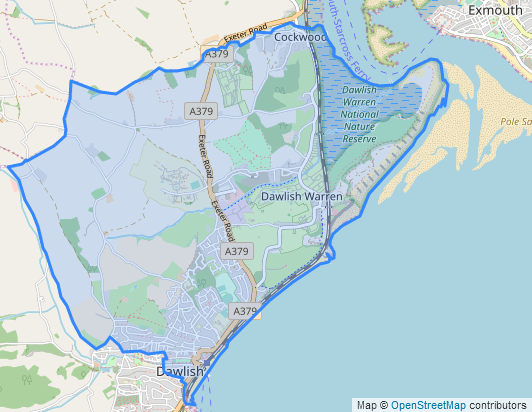 Exmouth
Exeter Road
Cockwood
mouth-Starcross Ferry
A379
Dawlish
Warren
National
Nature
Reserve
A379
Pole Sa
Exeter Road
Dawlish Warren
Exeter Road
A379
A379
Dawlish
Map © OpenStreetMap contributors